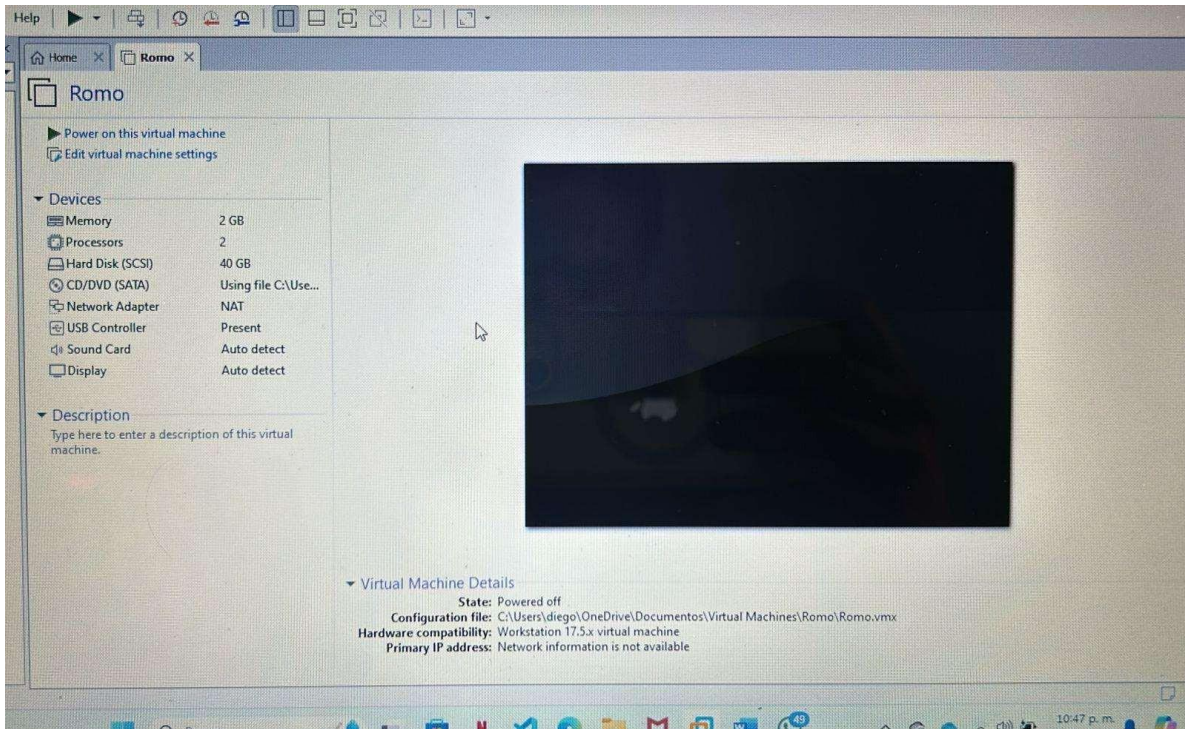 Help
Home Romo
Romo
Power on this virtual machine
Edit virtual machine settings
Devices
Memory 2 GB
Processors 2
Hard Disk (SCSI) 40 GB
CD/DVD (SATA) Using file C:\Use...
Network Adapter NAT
USB Controller Present
Sound Card Auto detect
Display Auto detect
Description
Type here to enter a description of this virtual
machine.
Virtual Machine Details
State: Powered off
Configuration file: C:\Users\diego\OneDrive\Documentos\Virtual Machines\Romo\Romo.vmx
Hardware compatibility: Workstation 17.5.x virtual machine
Primary IP address: Network information is not available
49
10:47 p. m.